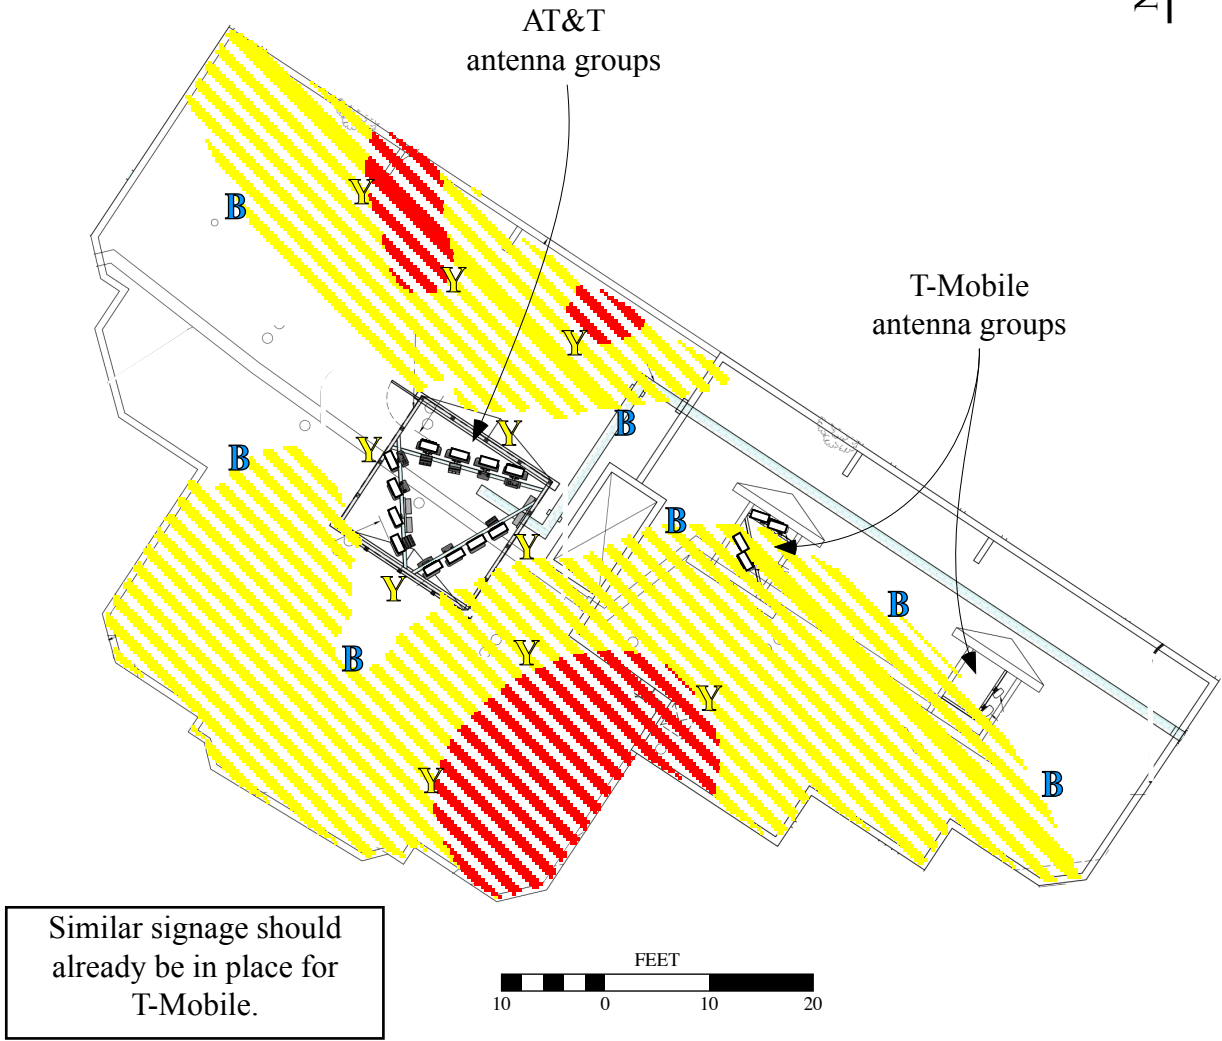 AT&T
antenna groups
N
Y
B
Y
Y
T-Mobile
antenna groups
B
Y
Y
B
B
Y
Y
B
B
Y
Y
Y
B
Similar signage should
already be in place for
T-Mobile.
FEET
10 0 10 20